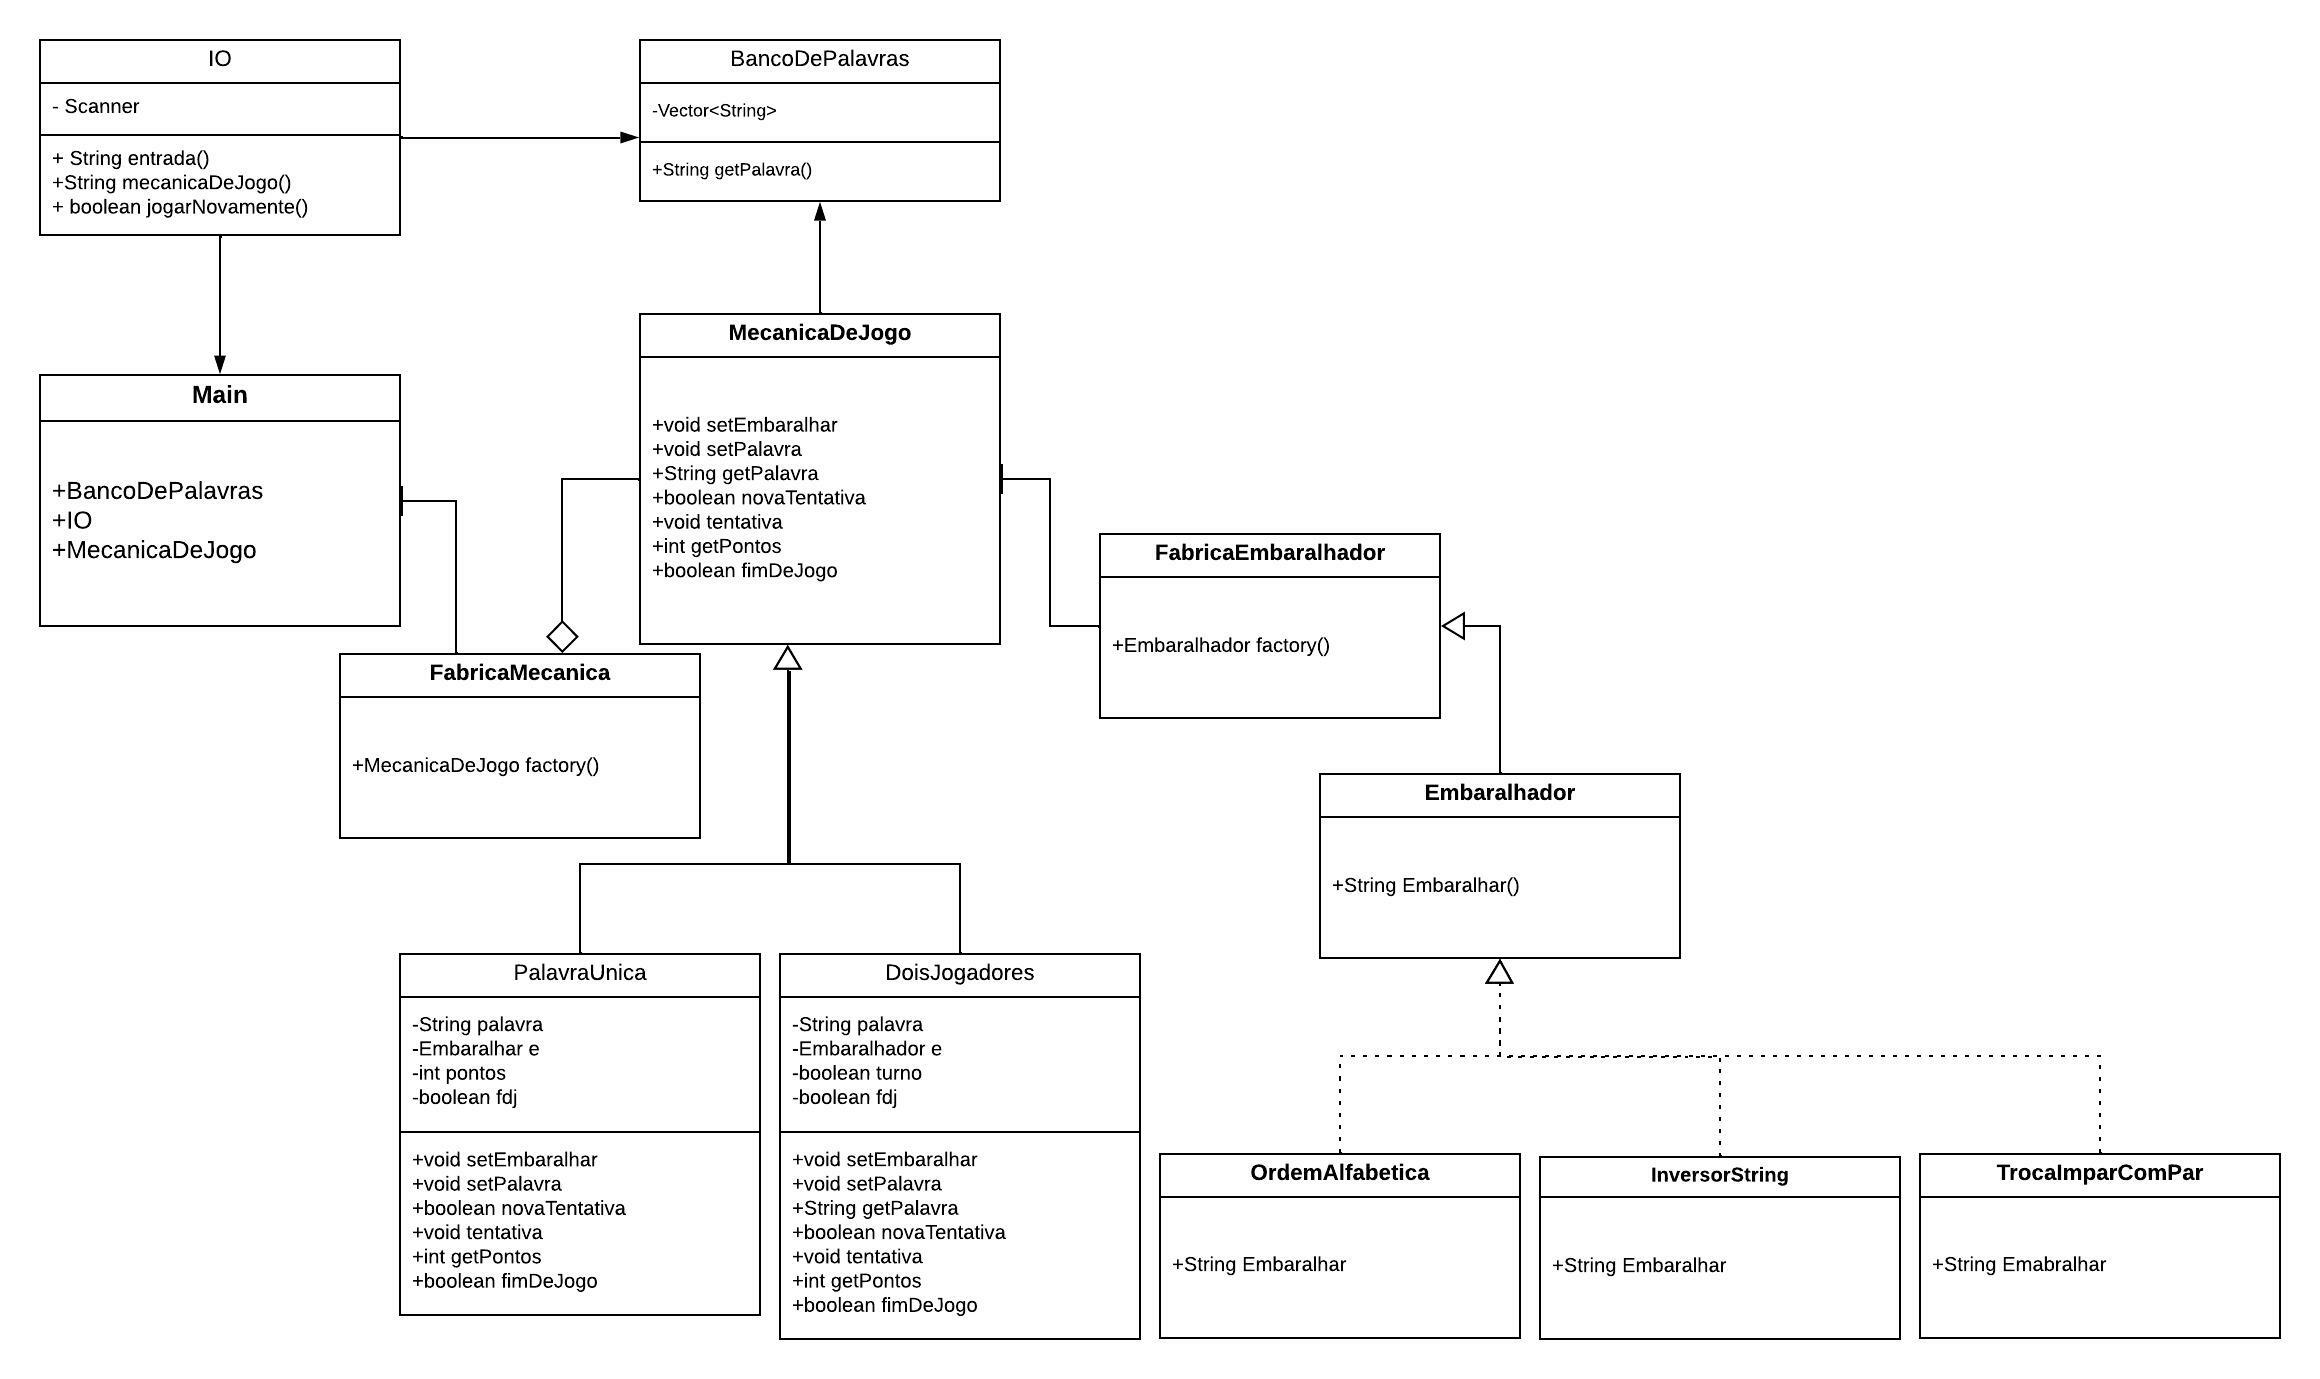 IO
- Scanner
+ String entrada()
+String mecanicaDeJogo()
+ boolean jogarNovamente()
BancoDePalavras
-Vector<String>
+String getPalavra()
Main
+BancoDePalavras
+IO
+MecanicaDeJogo
MecanicaDeJogo
+void setEmbaralhar
+void setPalavra
+String getPalavra
+boolean novaTentativa
+void tentativa
+int getPontos
+boolean fimDeJogo
FabricaEmbaralhador
+Embaralhador factory()
FabricaMecanica
+MecanicaDeJogo factory()
Embaralhador
+String Embaralhar()
PalavraUnica
-String palavra
-Embaralhar e
-int pontos
-boolean fdj
+void setEmbaralhar
+void setPalavra
+boolean novaTentativa
+void tentativa
+int getPontos
+boolean fimDeJogo
DoisJogadores
-String palavra
-Embaralhador e
-boolean turno
-boolean fdj
+void setEmbaralhar
+void setPalavra
+String getPalavra
+boolean novaTentativa
+void tentativa
+int getPontos
+boolean fimDeJogo
OrdemAlfabetica
+String Embaralhar
InversorString
+String Embaralhar
TrocaImparComPar
+String Emabralhar